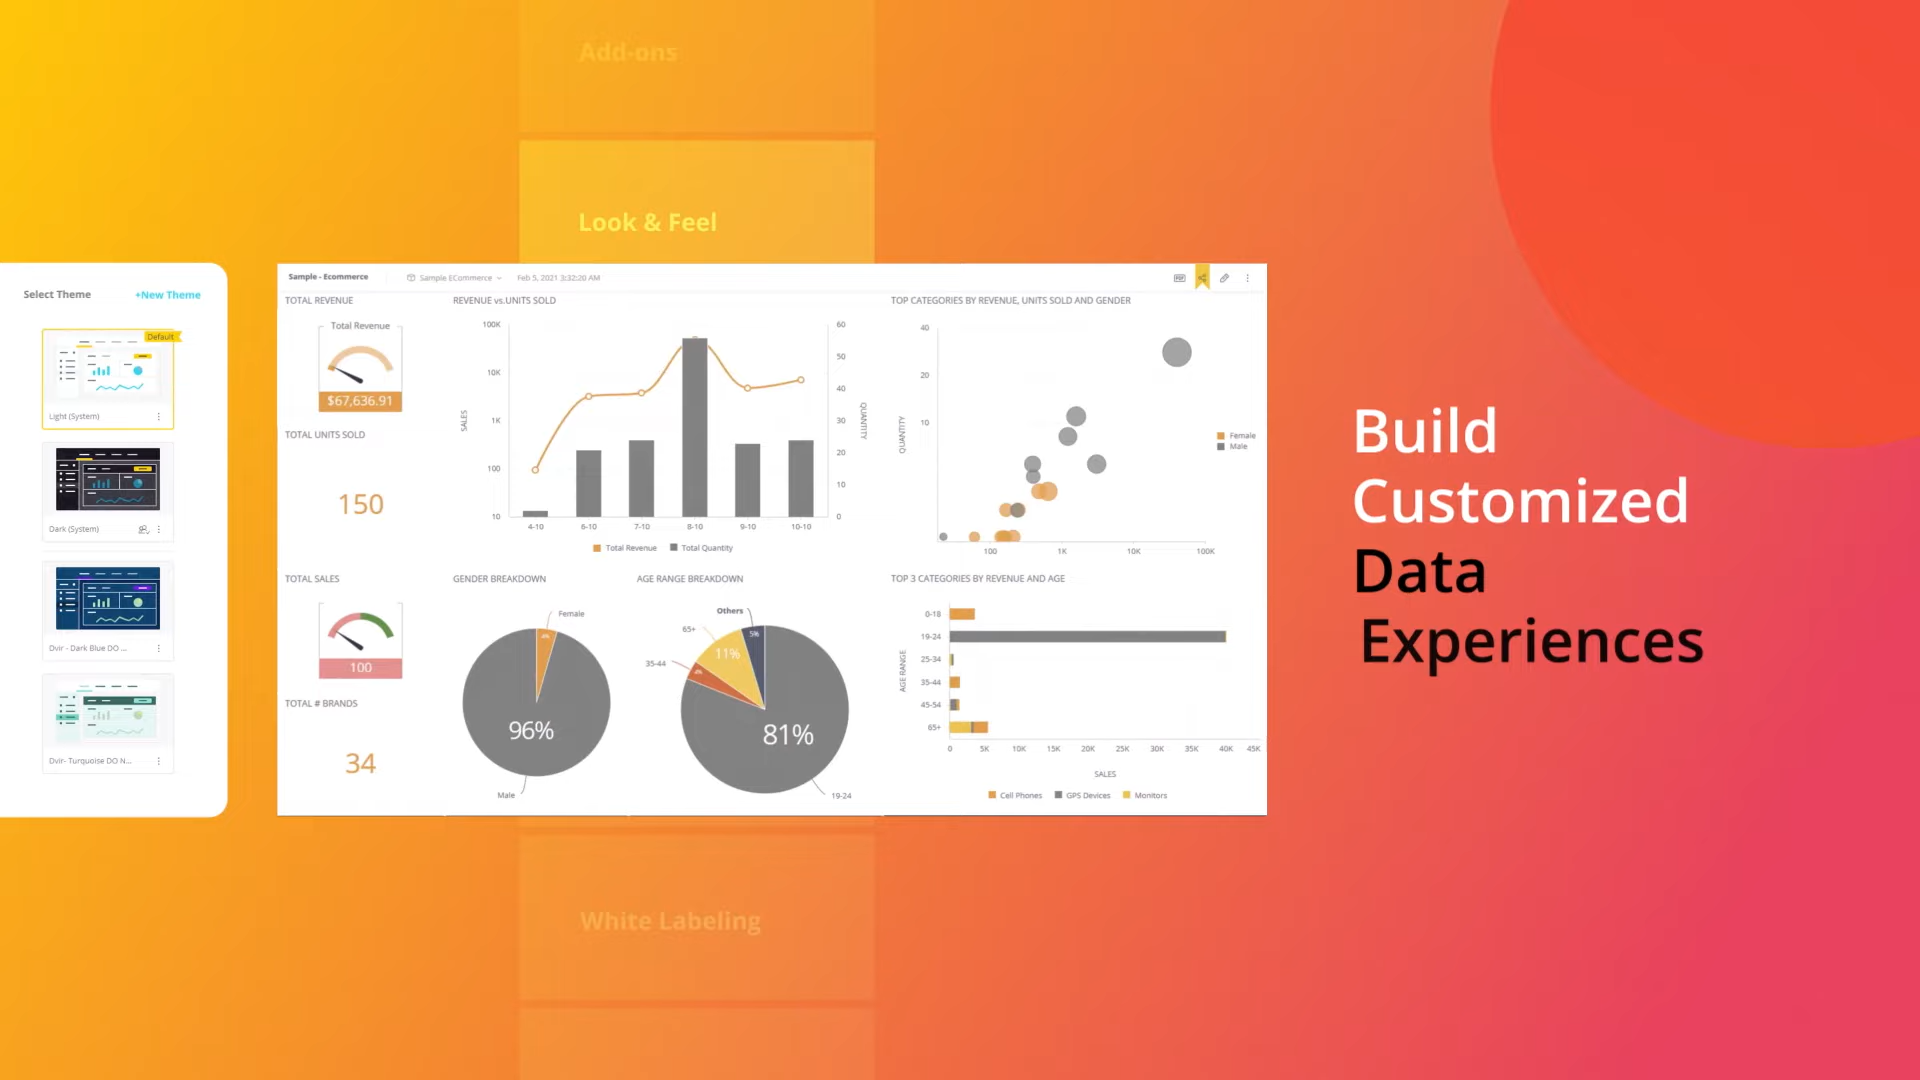 Add-ons
Look & Feel
Select Theme
+New Theme
Default
Light (System)
Dark (System)
Dvir - Dark Blue DO ...
Dvir- Turquoise DO N...
Sample - Ecommerce
Sample ECommerce
Feb 5, 2021 3:32:20 AM
PDF
TOTAL REVENUE
Total Revenue
$67,636.91
TOTAL UNITS SOLD
150
TOTAL SALES
100
TOTAL # BRANDS
34
REVENUE vs.UNITS SOLD
100K
10K
1K
100
10
SALES
60
50
40
30
20
10
0
QUANTITY
4-10
6-10
7-10
8-10
9-10
10-10
Total Revenue
Total Quantity
GENDER BREAKDOWN
Female
4%
96%
Male
AGE RANGE BREAKDOWN
Others
65+
35-44
5%
11%
4%
81%
19-24
TOP CATEGORIES BY REVENUE, UNITS SOLD AND GENDER
40
20
10
QUANTITY
100
1K
10K
100K
Female
Male
TOP 3 CATEGORIES BY REVENUE AND AGE
0-18
19-24
25-34
35-44
45-54
65+
AGE RANGE
0
5K
10K
15K
20K
25K
30K
35K
40K
45K
SALES
Cell Phones
GPS Devices
Monitors
Build
Customized
Data
Experiences
White Labeling